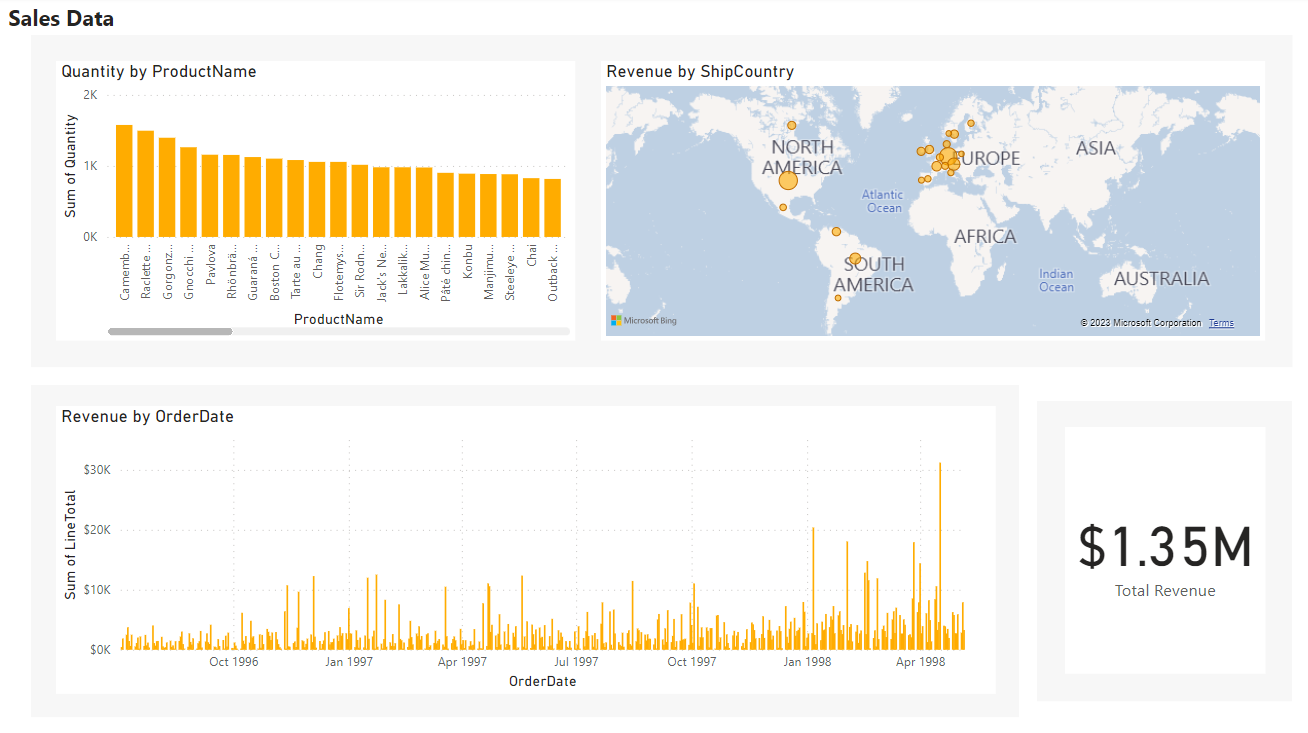 Sales Data
Quantity by ProductName
2K
1K
0K
Sum of Quantity
Camemb...
Raclette ...
Gorgonz...
Gnocchi ...
Pavlova
Rhönbrä...
Guaraná ...
Boston C...
Tarte au ...
Chang
Flotemys...
Sir Rodn...
Jack's Ne...
Lakkalik...
Alice Mu...
Pâté chin...
Konbu
Manjimu...
Steeleye ...
Chai
Outback ...
ProductName
Revenue by ShipCountry
NORTH
AMERICA
EUROPE
ASIA
Atlantic
Ocean
AFRICA
SOUTH
AMERICA
Indian
Ocean
AUSTRALIA
Microsoft Bing
© 2023 Microsoft Corporation Terms
Revenue by OrderDate
$30K
$20K
$10K
$0K
Sum of LineTotal
Oct 1996
Jan 1997
Apr 1997
Jul 1997
Oct 1997
Jan 1998
Apr 1998
OrderDate
$1.35M
Total Revenue